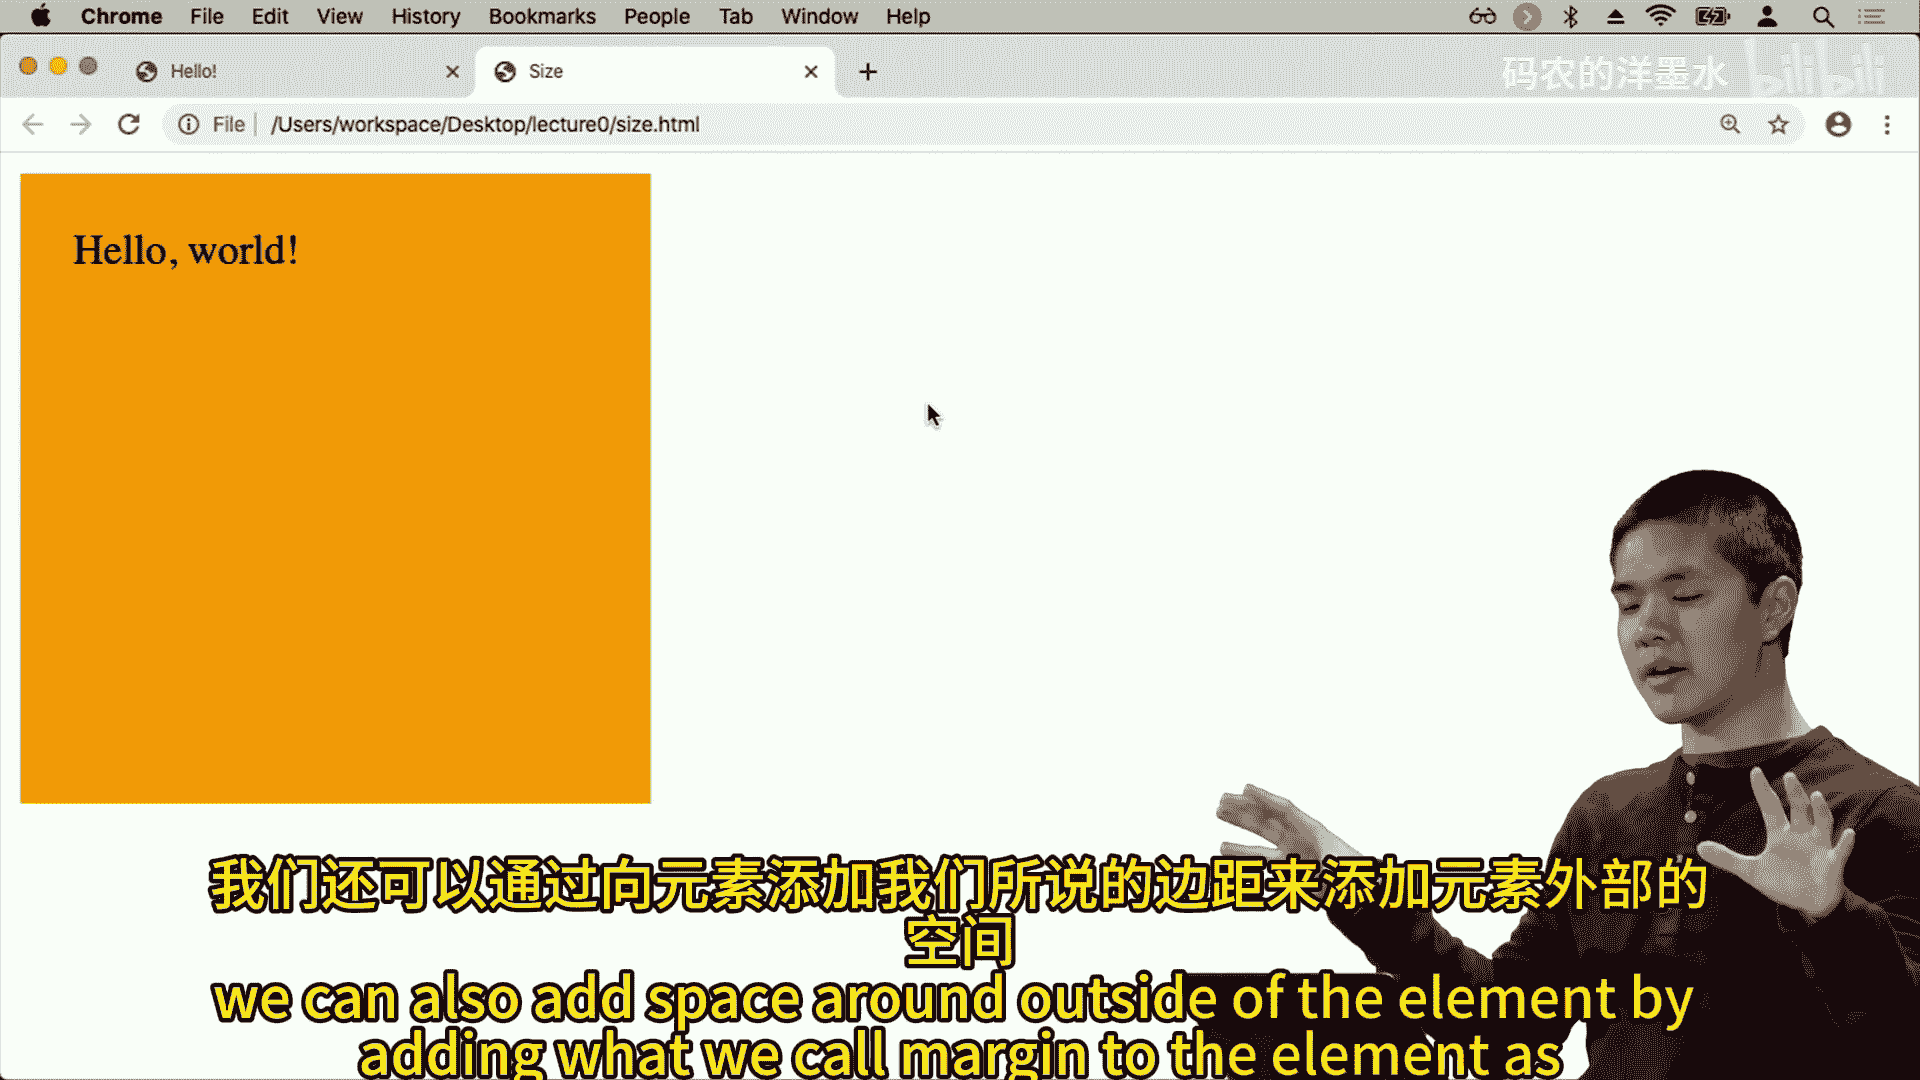 Chrome File Edit View History Bookmarks People Tab Window Help
Hello! Size
码农的洋墨水 bilibili
File /Users/workspace/Desktop/lecture0/size.html
Hello, world!
我们还可以通过向元素添加我们所说的边距来添加元素外部的
空间
we can also add space around outside of the element by
adding what we call margin to the element as